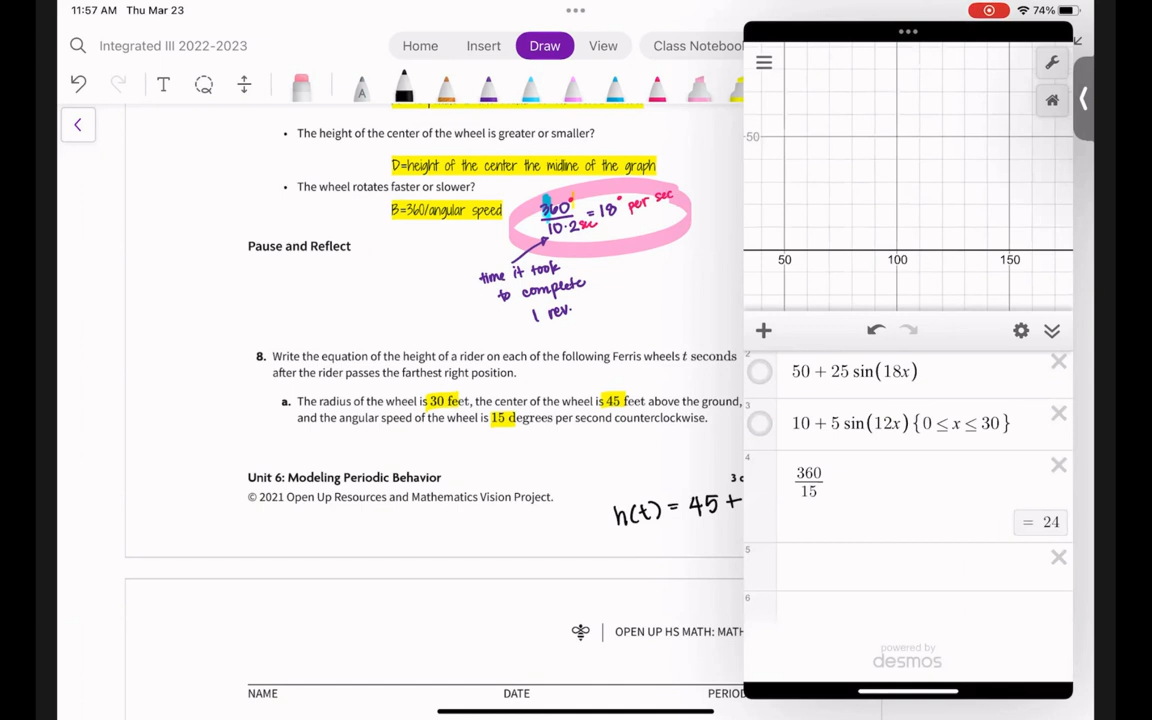 11:57 AM Thu Mar 23
74%
Integrated III 2022-2023
Home Insert Draw View Class Notebook
T
A
• The height of the center of the wheel is greater or smaller?
D=height of the center the midline of the graph
• The wheel rotates faster or slower?
B=360/angular speed
360°
10.2 sec
= 18° per sec
time it took
to complete
1 rev.
Pause and Reflect
8. Write the equation of the height of a rider on each of the following Ferris wheels t seconds
after the rider passes the farthest right position.
a. The radius of the wheel is 30 feet, the center of the wheel is 45 feet above the ground,
and the angular speed of the wheel is 15 degrees per second counterclockwise.
Unit 6: Modeling Periodic Behavior
© 2021 Open Up Resources and Mathematics Vision Project.
h(t) = 45 +
OPEN UP HS MATH: MATH
NAME DATE PERIOD
50
50 100 150
2
50 + 25 sin(18x)
3
10 + 5 sin(12x) {0 ≤ x ≤ 30}
4
360
15
= 24
5
6
powered by
desmos